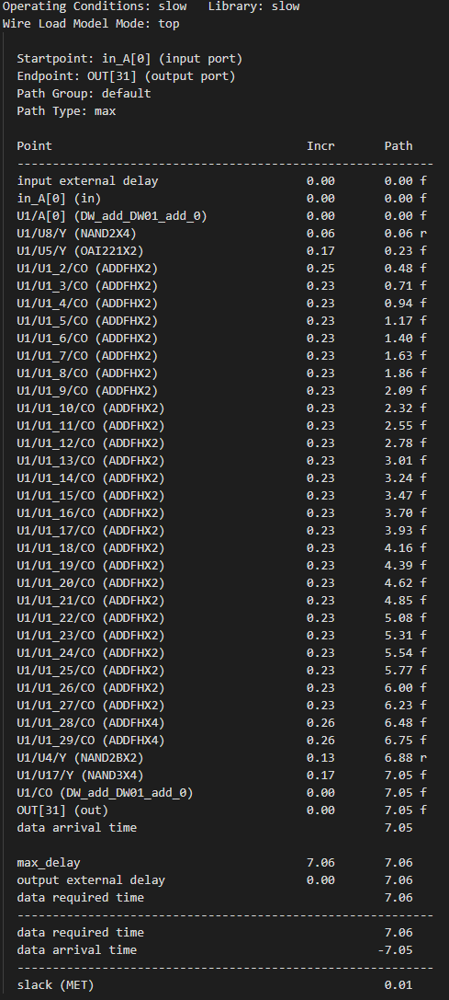 Operating Conditions: slow   Library: slow
Wire Load Model Mode: top
Startpoint: in_A[0] (input port)
Endpoint: OUT[31] (output port)
Path Group: default
Path Type: max
Point                                    Incr       Path
-----------------------------------------------------------
input external delay                     0.00       0.00 f
in_A[0] (in)                             0.00       0.00 f
U1/A[0] (DW_add_DW01_add_0)              0.00       0.00 f
U1/U8/Y (NAND2X4)                        0.06       0.06 r
U1/U5/Y (OAI221X2)                       0.17       0.23 f
U1/U1_2/CO (ADDFHX2)                     0.25       0.48 f
U1/U1_3/CO (ADDFHX2)                     0.23       0.71 f
U1/U1_4/CO (ADDFHX2)                     0.23       0.94 f
U1/U1_5/CO (ADDFHX2)                     0.23       1.17 f
U1/U1_6/CO (ADDFHX2)                     0.23       1.40 f
U1/U1_7/CO (ADDFHX2)                     0.23       1.63 f
U1/U1_8/CO (ADDFHX2)                     0.23       1.86 f
U1/U1_9/CO (ADDFHX2)                     0.23       2.09 f
U1/U1_10/CO (ADDFHX2)                    0.23       2.32 f
U1/U1_11/CO (ADDFHX2)                    0.23       2.55 f
U1/U1_12/CO (ADDFHX2)                    0.23       2.78 f
U1/U1_13/CO (ADDFHX2)                    0.23       3.01 f
U1/U1_14/CO (ADDFHX2)                    0.23       3.24 f
U1/U1_15/CO (ADDFHX2)                    0.23       3.47 f
U1/U1_16/CO (ADDFHX2)                    0.23       3.70 f
U1/U1_17/CO (ADDFHX2)                    0.23       3.93 f
U1/U1_18/CO (ADDFHX2)                    0.23       4.16 f
U1/U1_19/CO (ADDFHX2)                    0.23       4.39 f
U1/U1_20/CO (ADDFHX2)                    0.23       4.62 f
U1/U1_21/CO (ADDFHX2)                    0.23       4.85 f
U1/U1_22/CO (ADDFHX2)                    0.23       5.08 f
U1/U1_23/CO (ADDFHX2)                    0.23       5.31 f
U1/U1_24/CO (ADDFHX2)                    0.23       5.54 f
U1/U1_25/CO (ADDFHX2)                    0.23       5.77 f
U1/U1_26/CO (ADDFHX2)                    0.23       6.00 f
U1/U1_27/CO (ADDFHX2)                    0.23       6.23 f
U1/U1_28/CO (ADDFHX4)                    0.26       6.48 f
U1/U1_29/CO (ADDFHX4)                    0.26       6.75 f
U1/U4/Y (NAND2BX2)                       0.13       6.88 r
U1/U17/Y (NAND3X4)                       0.17       7.05 f
U1/CO (DW_add_DW01_add_0)                0.00       7.05 f
OUT[31] (out)                            0.00       7.05 f
data arrival time                                   7.05
max_delay                                7.06       7.06
output external delay                    0.00       7.06
data required time                                  7.06
-----------------------------------------------------------
data required time                                  7.06
data arrival time                                  -7.05
-----------------------------------------------------------
slack (MET)                                         0.01